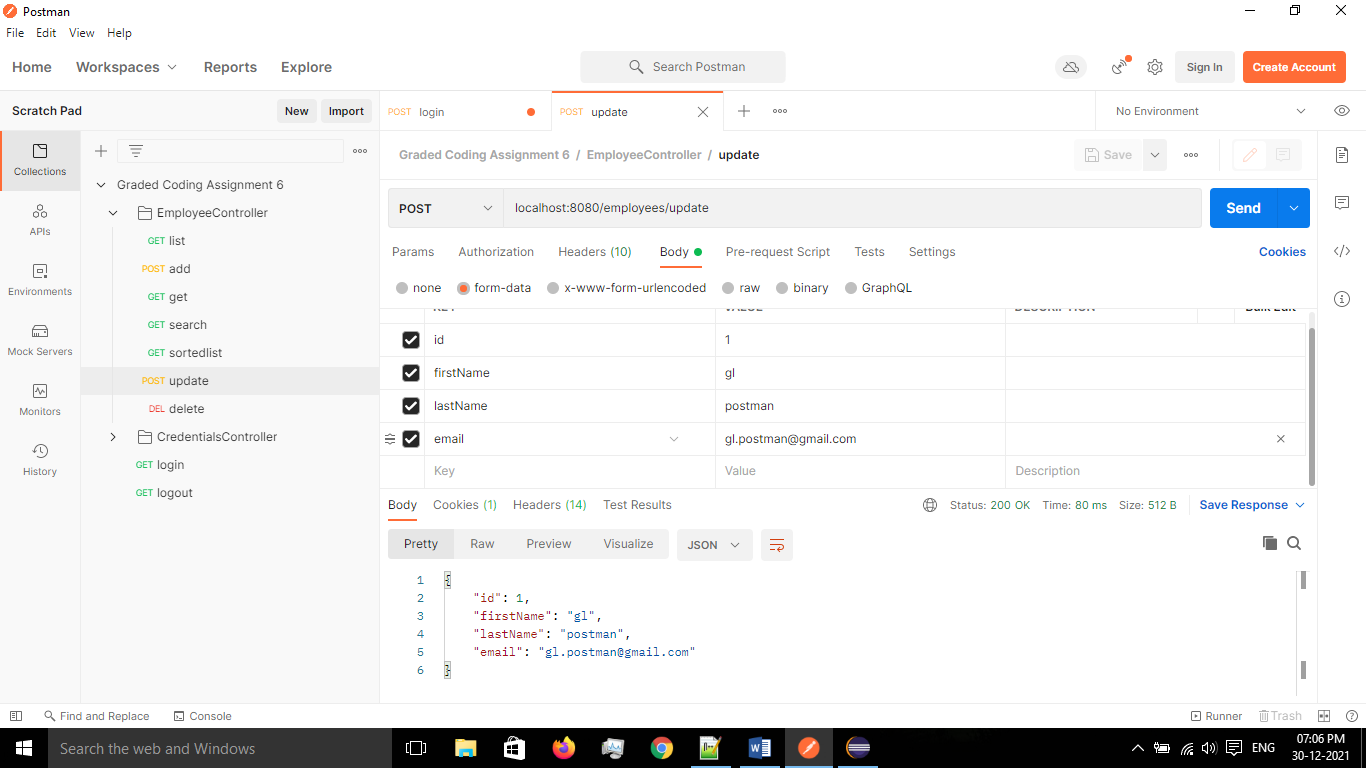 Postman
File Edit View Help
Home Workspaces Reports Explore Search Postman Sign In Create Account
Scratch Pad New Import
POST login POST update No Environment
Collections
APIs
Environments
Mock Servers
Monitors
History
Graded Coding Assignment 6
EmployeeController
GET list
POST add
GET get
GET search
GET sortedlist
POST update
DEL delete
CredentialsController
GET login
GET logout
Graded Coding Assignment 6 / EmployeeController / update Save
POST localhost:8080/employees/update Send
Params Authorization Headers (10) Body Pre-request Script Tests Settings Cookies
none form-data x-www-form-urlencoded raw binary GraphQL
KEY VALUE DESCRIPTION Bulk Edit
id 1
firstName gl
lastName postman
email gl.postman@gmail.com
Key Value Description
Body Cookies (1) Headers (14) Test Results Status: 200 OK Time: 80 ms Size: 512 B Save Response
Pretty Raw Preview Visualize JSON
1 {
2 "id": 1,
3 "firstName": "gl",
4 "lastName": "postman",
5 "email": "gl.postman@gmail.com"
6 }
Find and Replace Console Runner Trash
Search the web and Windows ENG 07:06 PM
30-12-2021